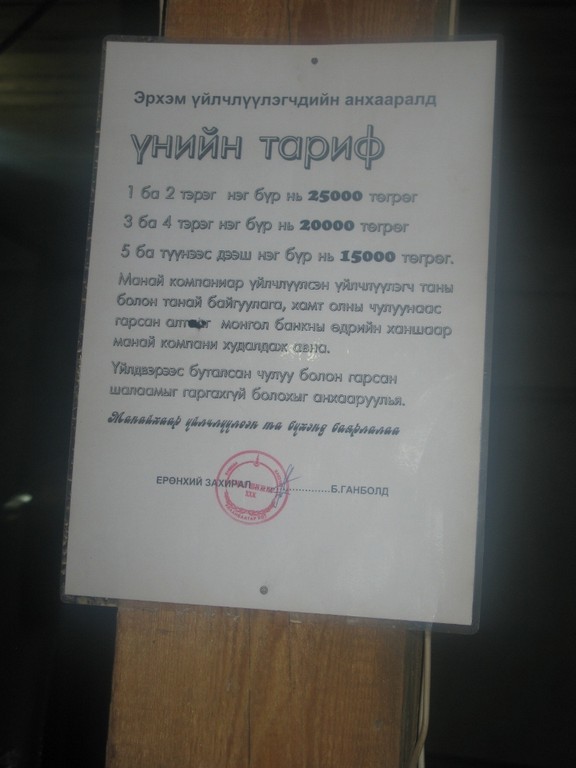 Эрхэм үйлчлүүлэгчдийн анхааралд
үнийн тариф
1 ба 2 тэрэг нэг бүр нь 25000 төгрөг
3 ба 4 тэрэг нэг бүр нь 20000 төгрөг
5 ба түүнээс дээш нэг бүр нь 15000 төгрөг.
Манай компаниар үйлчлүүлсэн үйлчлүүлэгч таны
болон танай байгуулага, хамт олны чулуунаас
гарсан монгол банкны өдрийн ханшаар
манай компани худалдаж авна.
Үйлдвэрээс буталсан чулуу болон гарсан
шалаамыг гаргахгүй болохыг анхааруулья.
Манайхаар үйлчлүүлсэн та бүхэнд баярлалаа
ЕРӨНХИЙ ЗАХИРАЛ....................Б.ГАНБОЛД